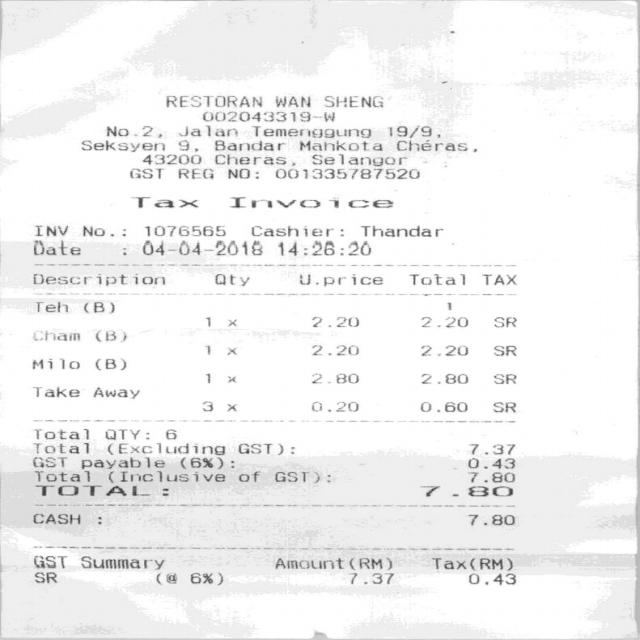 RESTORAN WAN SHENG
002043319-W
No.2, Jalan Temenggung 19/9,
Seksyen 9, Bandar Mahkota Cheras,
43200 Cheras, Selangor
GST REG NO: 001335787520
Tax Invoice
INV No.: 1076565 Cashier: Thandar
Date : 04-04-2018 14:26:20
Description Qty U.price Total TAX
Teh (B)
1 x 2.20 2.20 SR
Cham (B)
1 x 2.20 2.20 SR
Milo (B)
1 x 2.80 2.80 SR
Take Away
3 x 0.20 0.60 SR
Total QTY: 6
Total (Excluding GST): 7.37
GST payable (6%): 0.43
Total (Inclusive of GST): 7.80
TOTAL: 7.80
CASH : 7.80
GST Summary Amount(RM) Tax(RM)
SR (@ 6%) 7.37 0.43